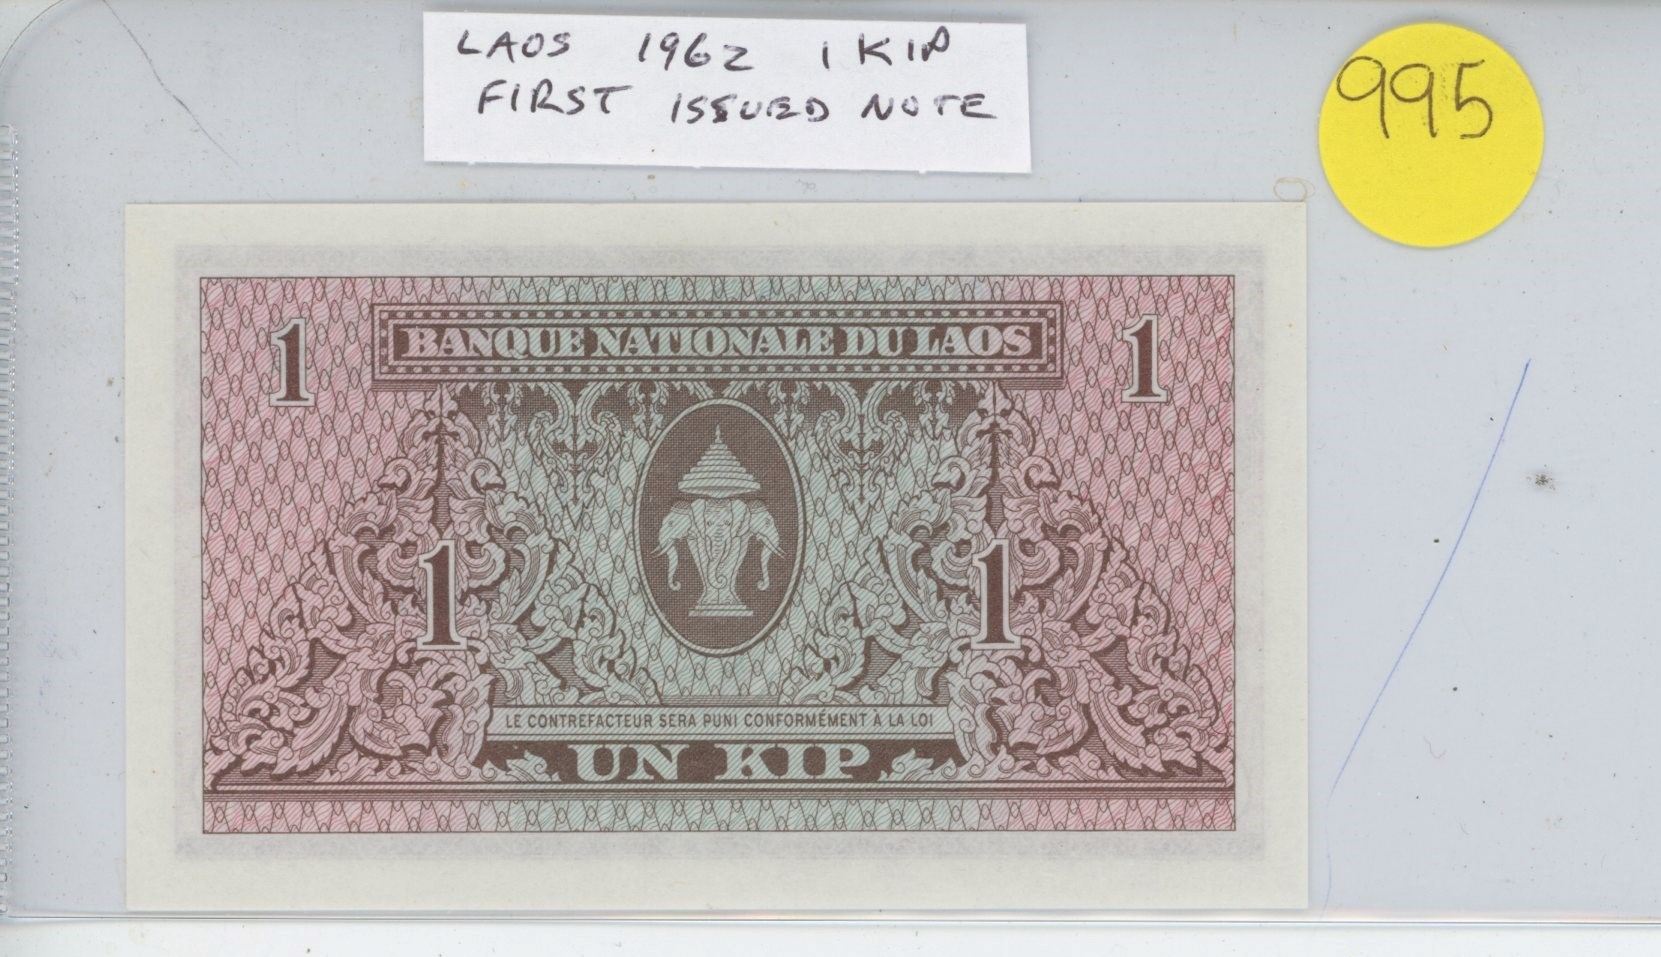 LAOS 1962 1 KIP
FIRST ISSUED NOTE
995
1 BANQUE NATIONALE DU LAOS 1
1 1
LE CONTREFACTEUR SERA PUNI CONFORMÉMENT À LA LOI
UN KIP